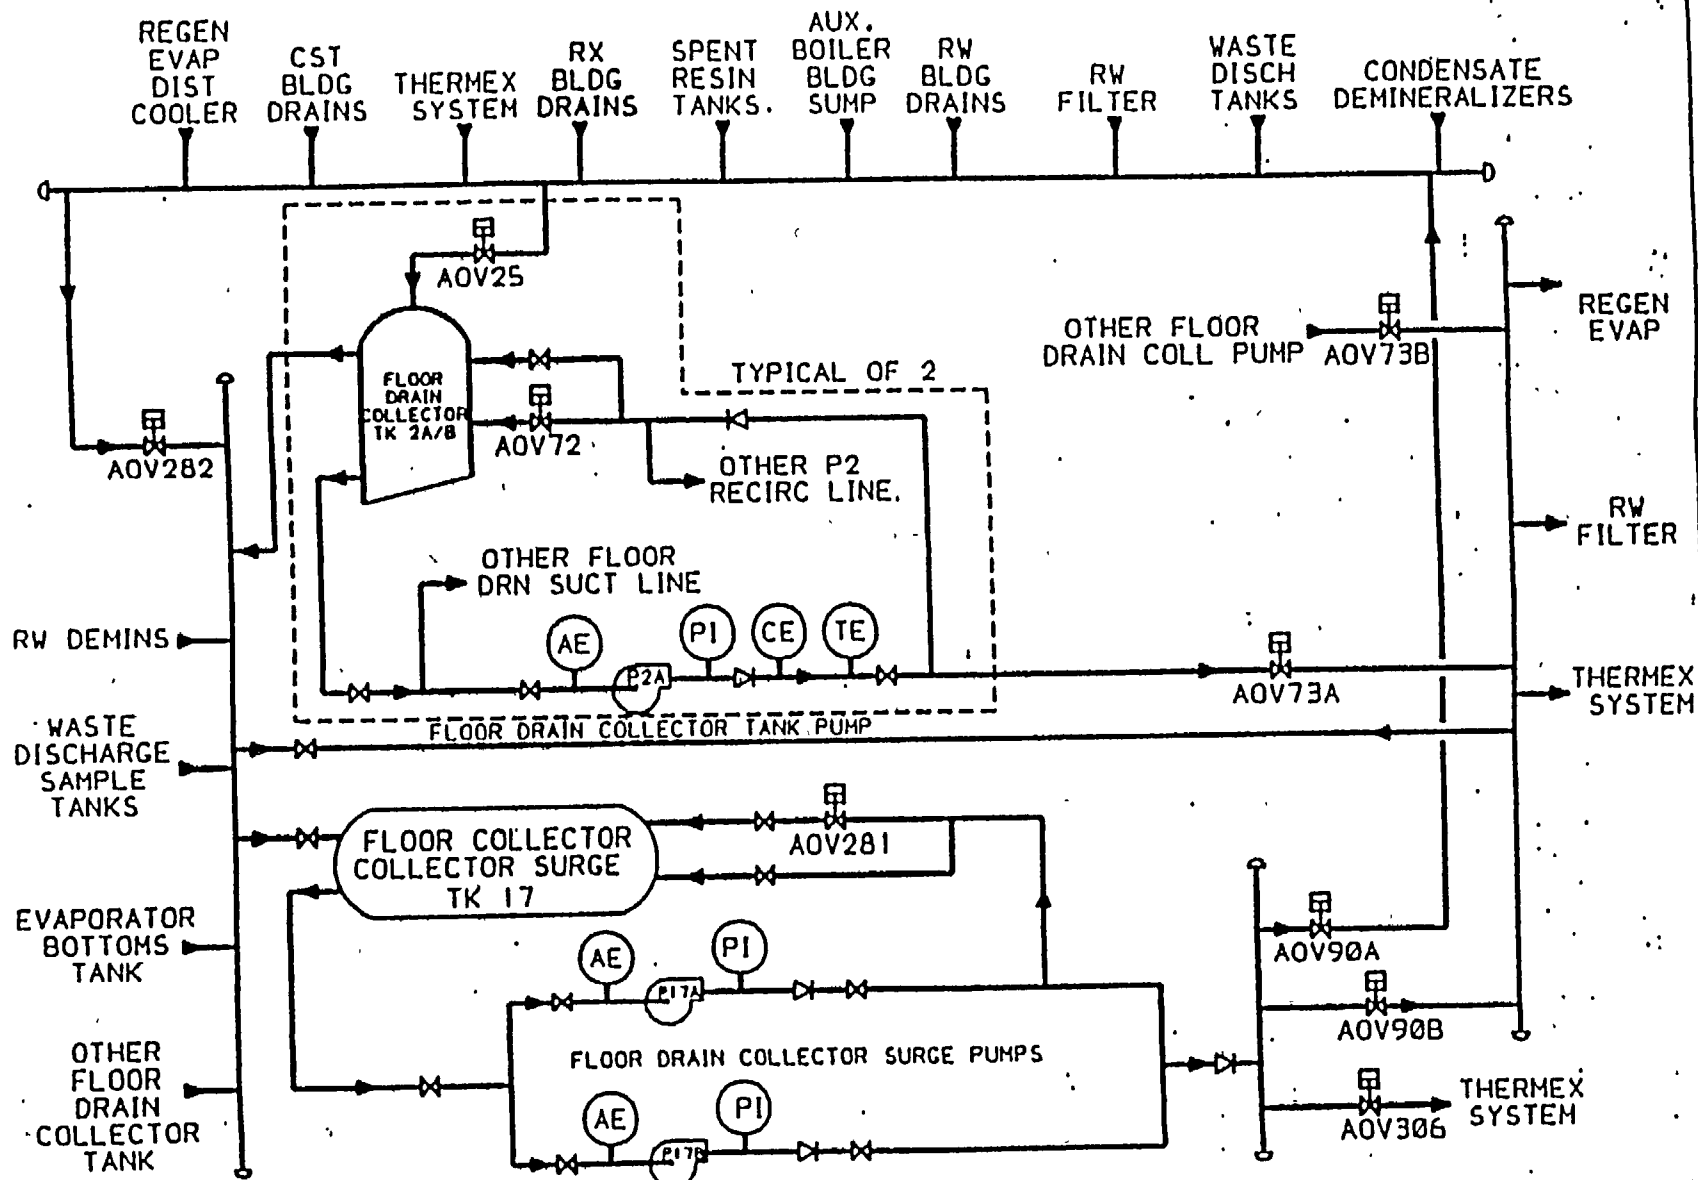 REGEN
EVAP
DIST
COOLER
CST
BLDG
DRAINS
THERMEX
SYSTEM
RX
BLDG
DRAINS
SPENT
RESIN
TANKS.
AUX.
BOILER
BLDG
SUMP
RW
BLDG
DRAINS
RW
FILTER
WASTE
DISCH
TANKS
CONDENSATE
DEMINERALIZERS
AOV25
REGEN
EVAP
OTHER FLOOR
DRAIN COLL PUMP
AOV73B
FLOOR
DRAIN
COLLECTOR
TK 2A/B
TYPICAL OF 2
AOV72
AOV282
OTHER P2
RECIRC LINE.
RW
FILTER
OTHER FLOOR
DRN SUCT LINE
RW DEMINS
AE
P2A
PI
CE
TE
AOV73A
THERMEX
SYSTEM
FLOOR DRAIN COLLECTOR TANK PUMP
WASTE
DISCHARGE
SAMPLE
TANKS
FLOOR COLLECTOR
COLLECTOR SURGE
TK 17
AOV281
EVAPORATOR
BOTTOMS
TANK
AE
P17A
PI
AOV90A
AOV90B
FLOOR DRAIN COLLECTOR SURGE PUMPS
OTHER
FLOOR
DRAIN
COLLECTOR
TANK
AE
P17B
PI
AOV306
THERMEX
SYSTEM